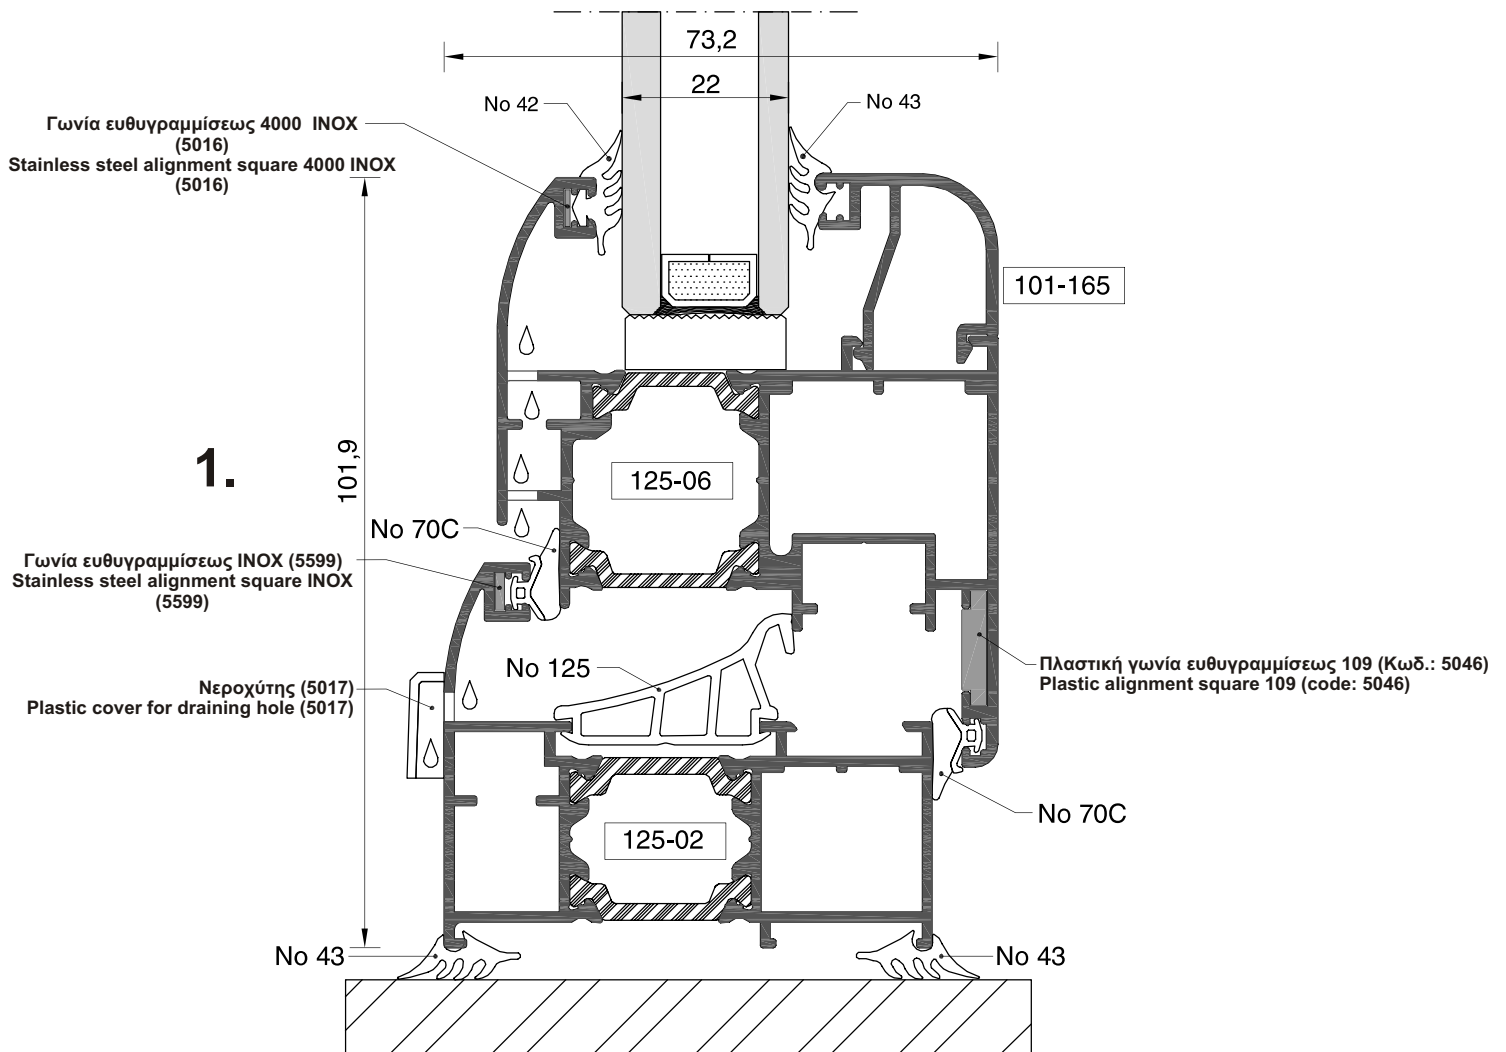 73,2
22
No 42
No 43
Γωνία ευθυγραμμίσεως 4000 INOX
(5016)
Stainless steel alignment square 4000 INOX
(5016)
101-165
1.
101,9
125-06
No 70C
Γωνία ευθυγραμμίσεως INOX (5599)
Stainless steel alignment square INOX
(5599)
No 125
Πλαστική γωνία ευθυγραμμίσεως 109 (Κωδ.: 5046)
Plastic alignment square 109 (code: 5046)
Νεροχύτης (5017)
Plastic cover for draining hole (5017)
No 70C
125-02
No 43
No 43